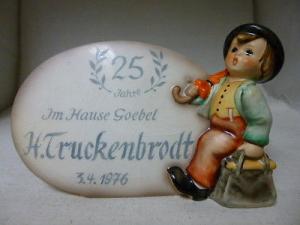 25
Jahre
Im Hause Goebel
H. Truckenbrodt
3.4.1976